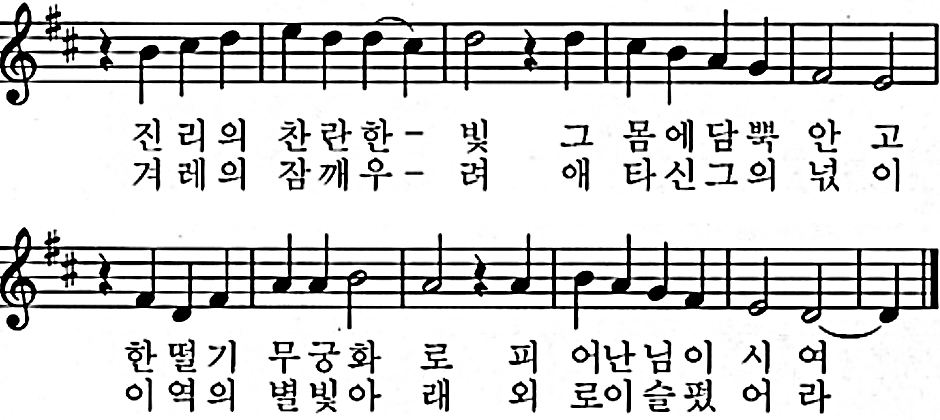 진리의 찬란한- 빛 그 몸에담뿍 안고
겨레의 잠깨우- 려 애 타신그의 넋이
한떨기 무궁화 로 피 어난님이 시여
이역의 별빛아 래 외 로이슬펐 어라